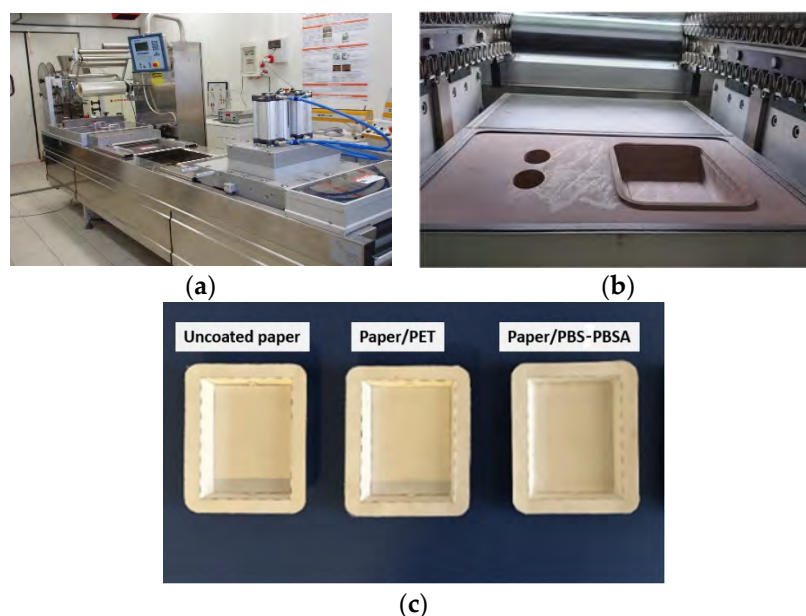 (a)
(b)
Uncoated paper
Paper/PET
Paper/PBS-PBSA
(c)